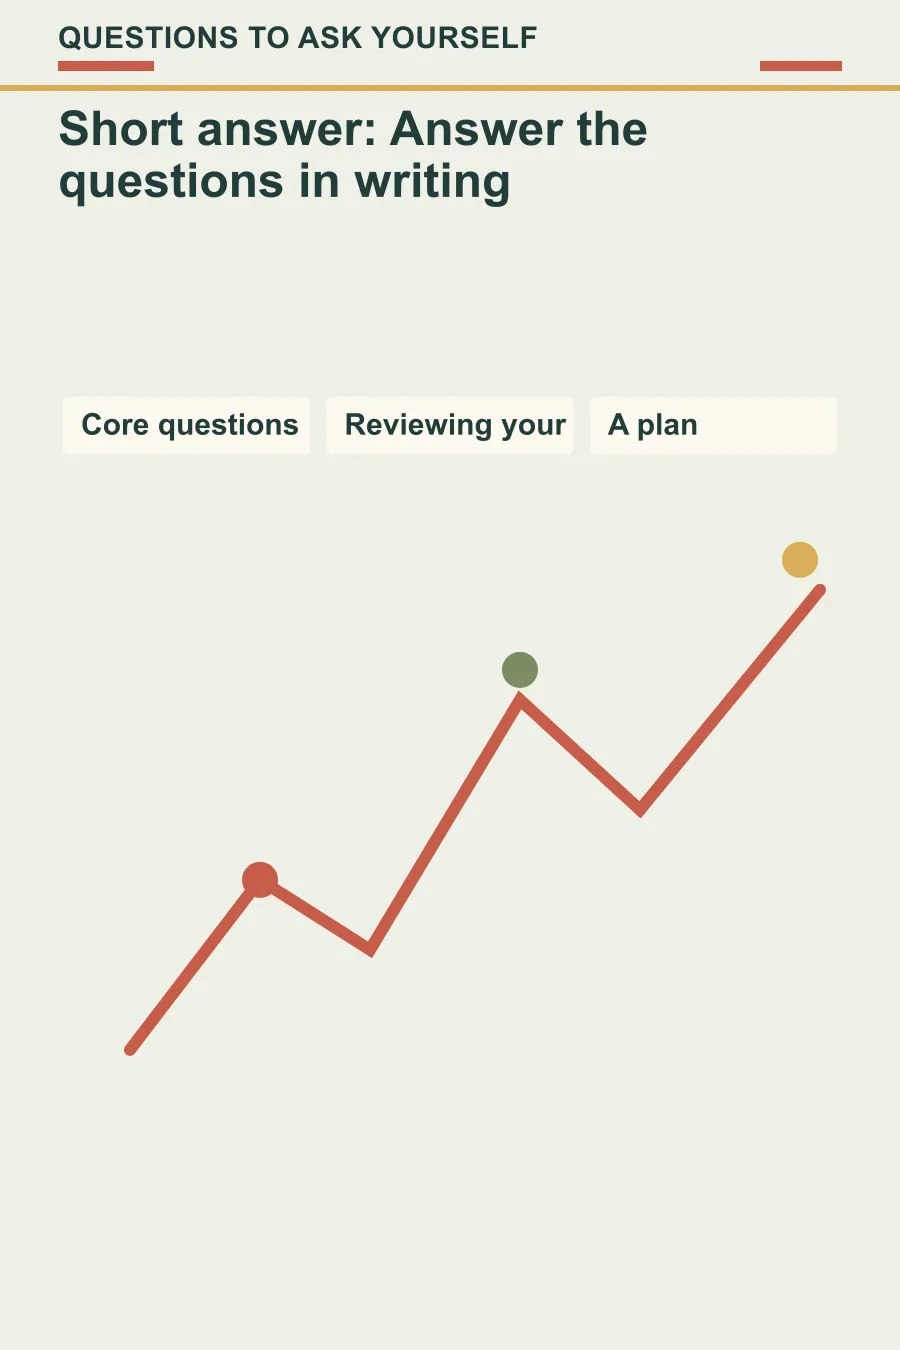 QUESTIONS TO ASK YOURSELF
Short answer: Answer the
questions in writing
Core questions
Reviewing your
A plan